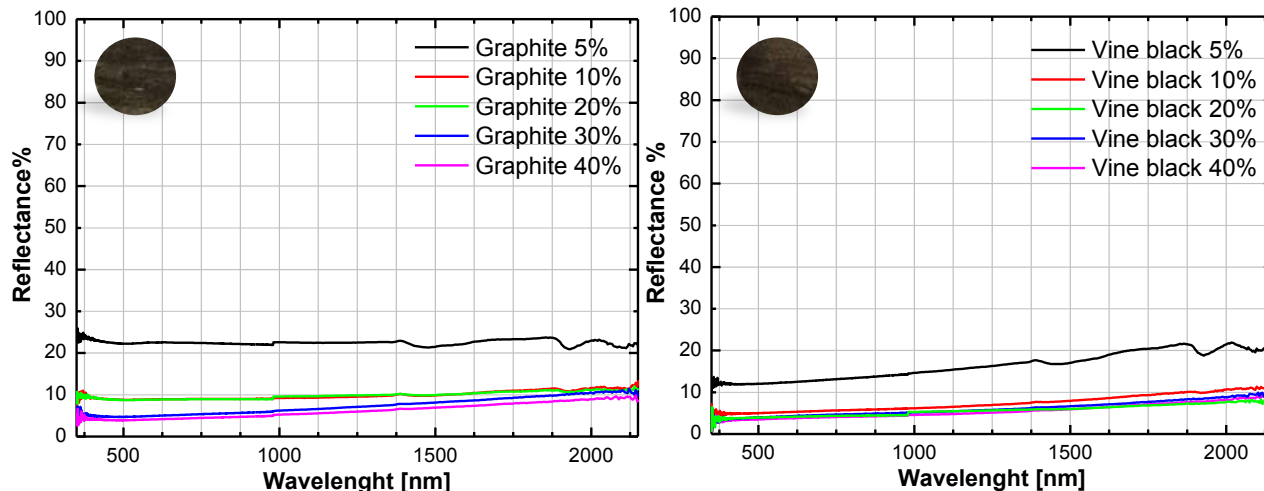 100
90
80
70
60
50
40
30
20
10
0
Reflectance%
Graphite 5%
Graphite 10%
Graphite 20%
Graphite 30%
Graphite 40%
500
1000
1500
2000
Wavelenght [nm]
100
90
80
70
60
50
40
30
20
10
0
Reflectance %
Vine black 5%
Vine black 10%
Vine black 20%
Vine black 30%
Vine black 40%
500
1000
1500
2000
Wavelenght [nm]